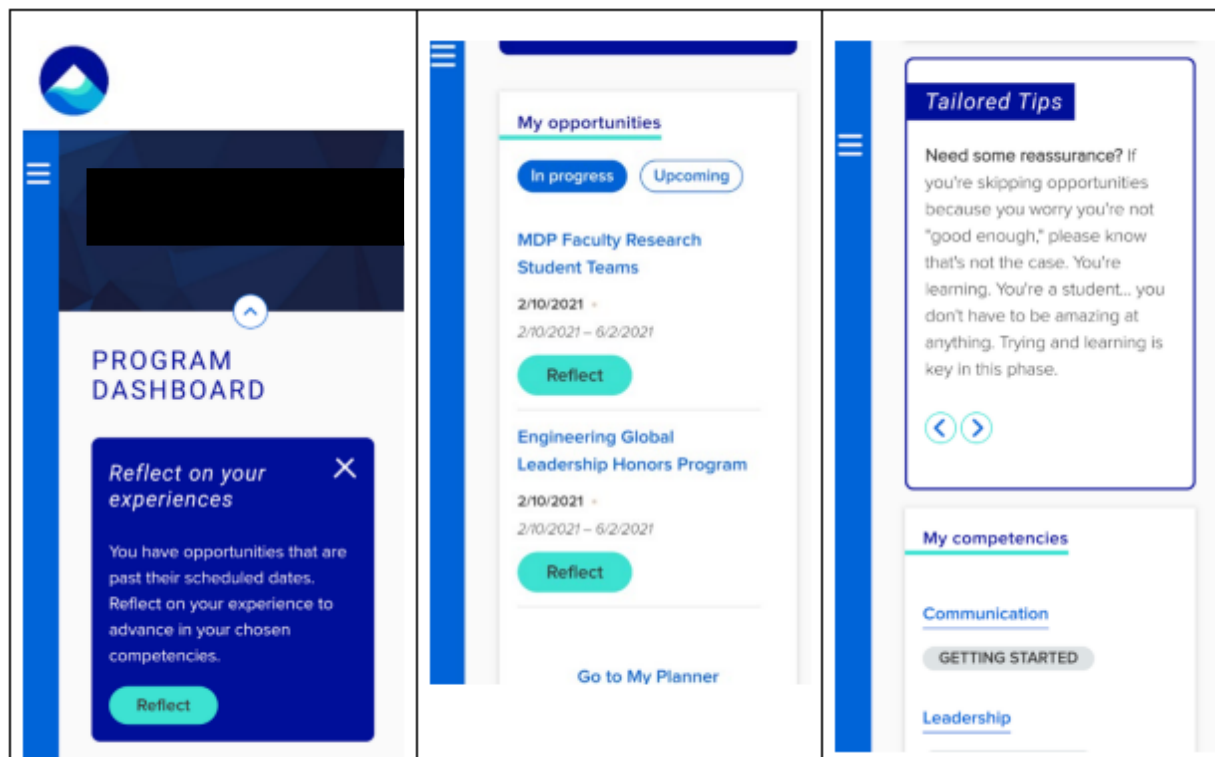 PROGRAM
DASHBOARD
Reflect on your
experiences
You have opportunities that are
past their scheduled dates.
Reflect on your experience to
advance in your chosen
competencies.
Reflect
My opportunities
In progress
Upcoming
MDP Faculty Research
Student Teams
2/10/2021
2/10/2021 – 6/2/2021
Reflect
Engineering Global
Leadership Honors Program
2/10/2021
2/10/2021 – 6/2/2021
Reflect
Go to My Planner
Tailored Tips
Need some reassurance? If
you're skipping opportunities
because you worry you're not
"good enough," please know
that's not the case. You're
learning. You're a student... you
don't have to be amazing at
anything. Trying and learning is
key in this phase.
My competencies
Communication
GETTING STARTED
Leadership